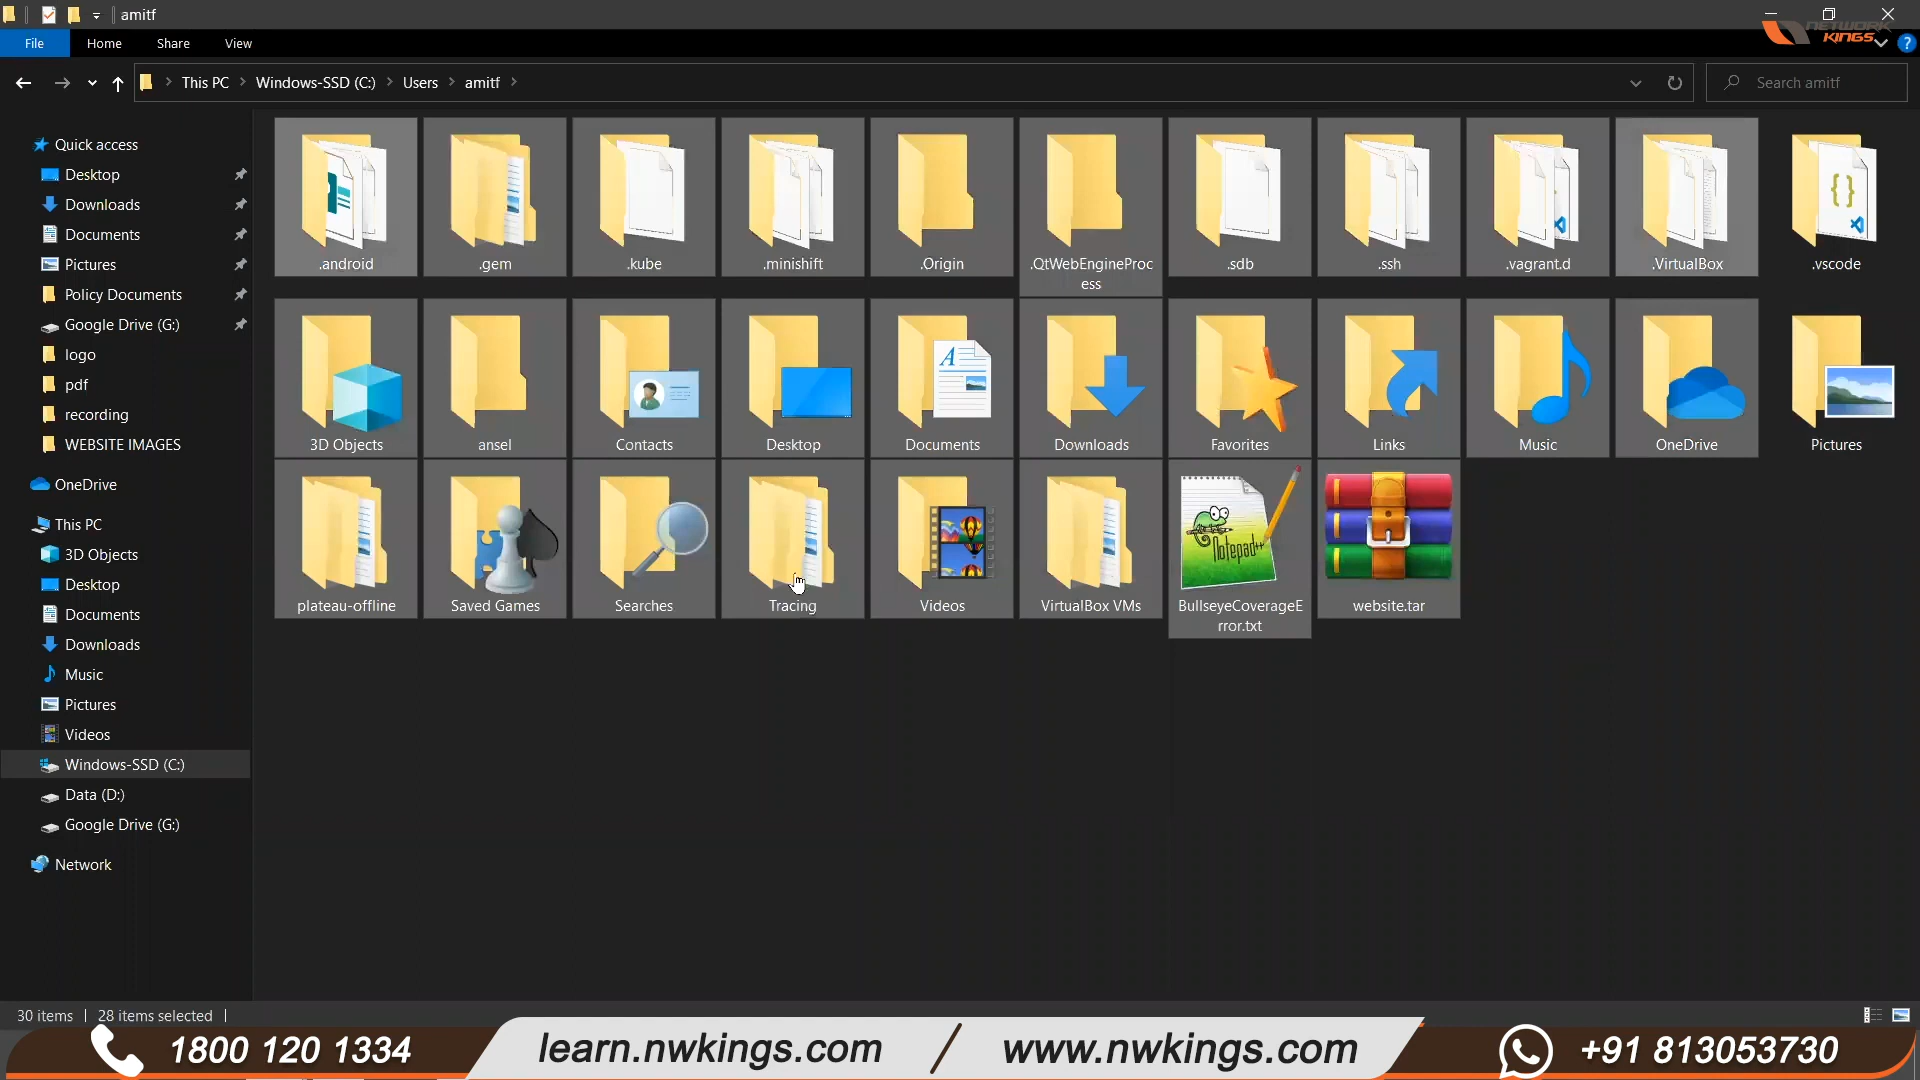 amitf
NETWORK
KINGS
File Home Share View
This PC Windows-SSD (C:) Users amitf
Search amitf
Quick access
Desktop
Downloads
Documents
Pictures
Policy Documents
Google Drive (G:)
logo
pdf
recording
WEBSITE IMAGES
OneDrive
This PC
3D Objects
Desktop
Documents
Downloads
Music
Pictures
Videos
Windows-SSD (C:)
Data (D:)
Google Drive (G:)
Network
.android .gem .kube .minishift .Origin .QtWebEngineProc
ess .sdb .ssh .vagrant.d .VirtualBox .vscode
3D Objects ansel Contacts Desktop Documents Downloads Favorites Links Music OneDrive Pictures
Notepad++
plateau-offline Saved Games Searches Tracing Videos VirtualBox VMs BullseyeCoverageE
rror.txt website.tar
30 items 28 items selected
1800 120 1334 learn.nwkings.com / www.nwkings.com +91 813053730